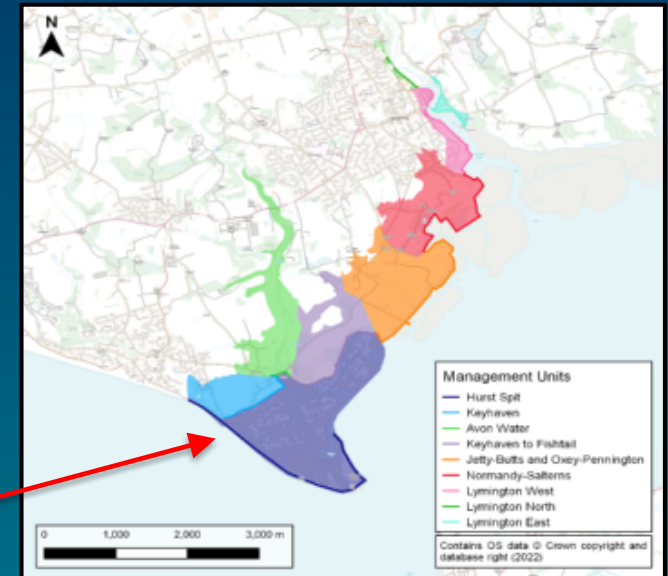 N
Management Units
Hurst Spit
Keyhaven
Avon Water
Keyhaven to Fishtail
Jetty-Butts and Oxey-Pennington
Normandy-Salterns
Lymington West
Lymington North
Lymington East
Contains OS data © Crown copyright and
database right (2022)
0 1,000 2,000 3,000 m